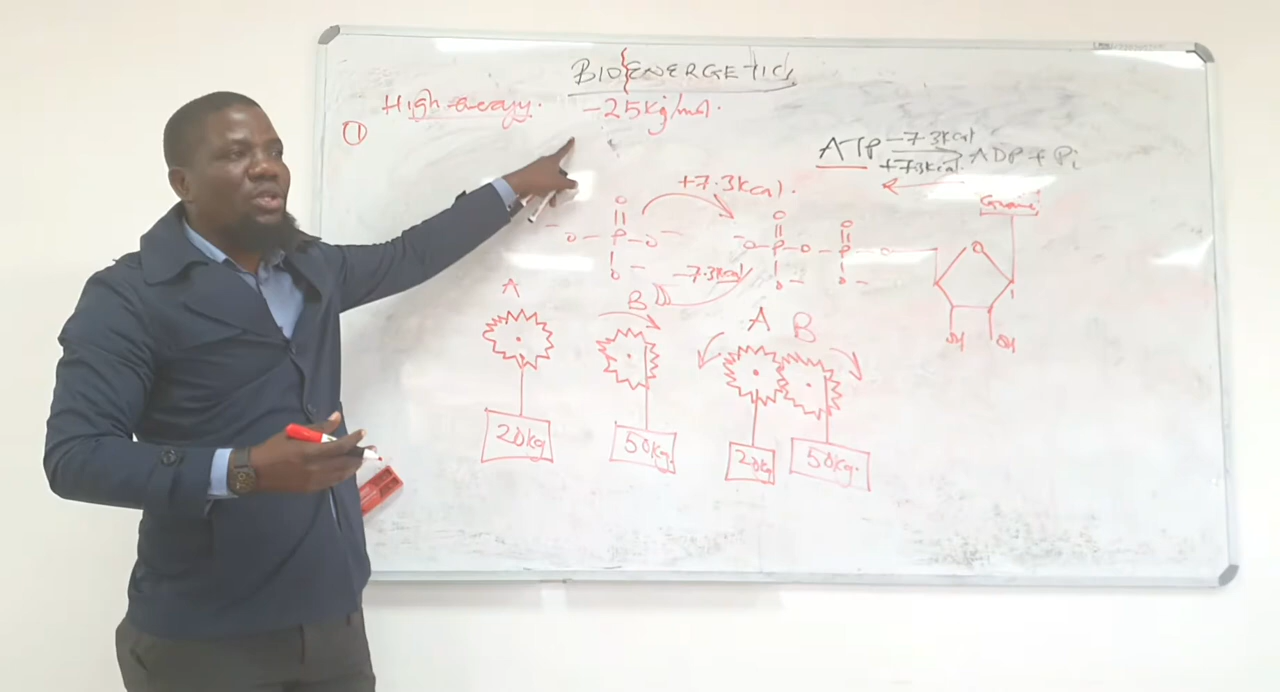 BIOENERGETICS
High energy. -25kj/mol.
①
ATP -7.3kcal ADP + Pi
+7.3kcal.
+7.3kcal.
O O O
-O-P-O- -O-P-O-P-O O
O- O- O-
-7.3kcal
OH OH
A B A B
20kg 50kg 20kg 50kg.